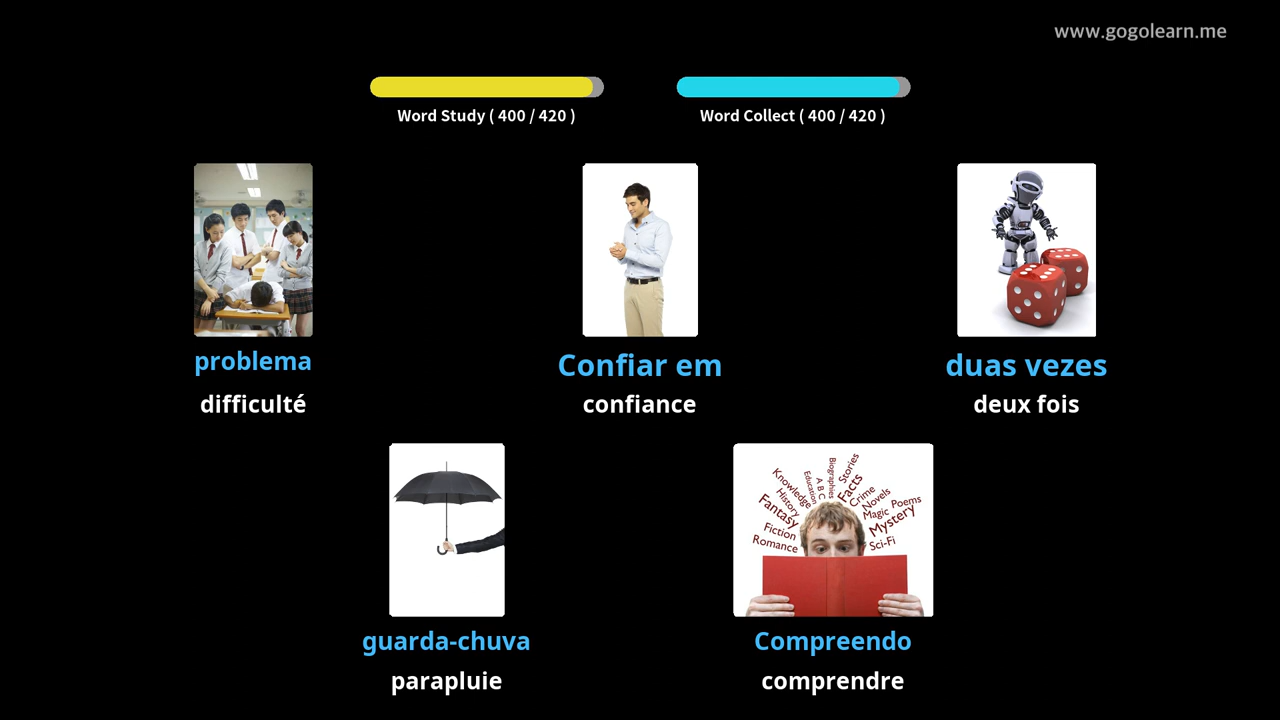 www.gogolearn.me
Word Study ( 400 / 420 )
Word Collect ( 400 / 420 )
problema
difficulté
Confiar em
confiance
duas vezes
deux fois
guarda-chuva
parapluie
Knowledge
History
Fantasy
Fiction
Romance
Education
A B C
Biographies
Stories
Facts
Crime
Novels
Magic
Poems
Mystery
Sci-Fi
Compreendo
comprendre